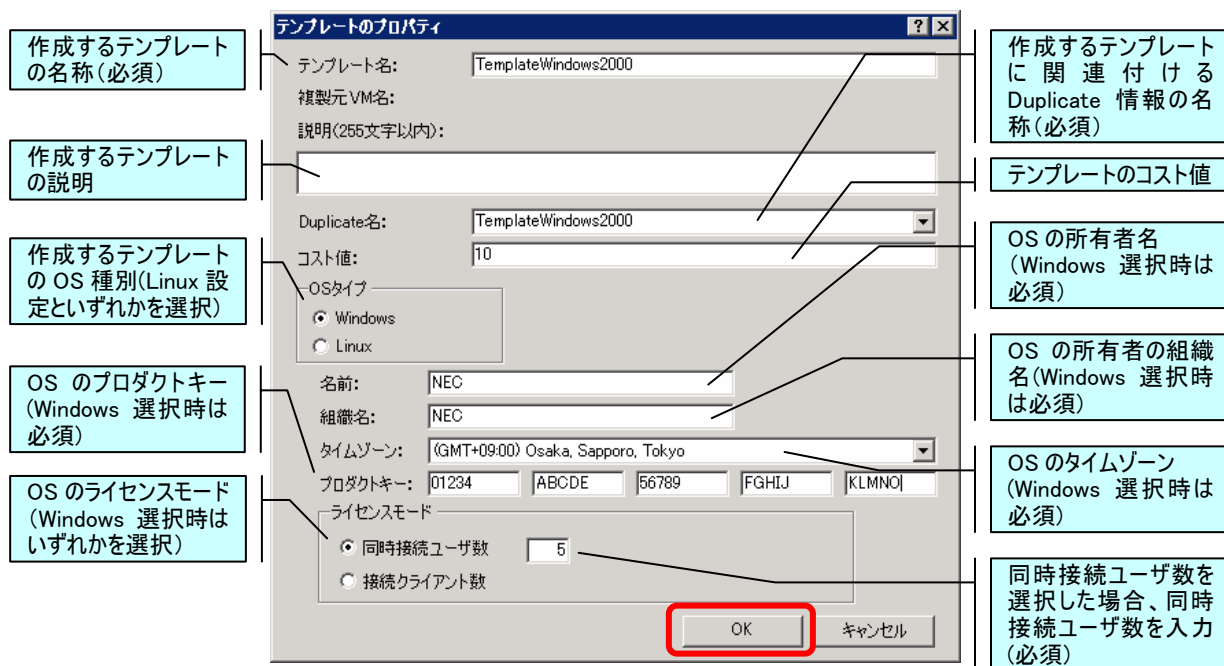 作成するテンプレート
の名称(必須)
作成するテンプレート
の説明
作成するテンプレート
の OS 種別(Linux 設
定といずれかを選択)
OS のプロダクトキー
(Windows 選択時は
必須)
OS のライセンスモード
(Windows 選択時は
いずれかを選択)
テンプレートのプロパティ
テンプレート名: TemplateWindows2000
複製元VM名:
説明(255文字以内):
Duplicate名: TemplateWindows2000
コスト値: 10
OSタイプ
Windows
Linux
名前: NEC
組織名: NEC
タイムゾーン: (GMT+09:00) Osaka, Sapporo, Tokyo
プロダクトキー: 01234 ABCDE 56789 FGHIJ KLMNO
ライセンスモード
同時接続ユーザ数 5
接続クライアント数
OK キャンセル
作成するテンプレート
に関連付ける
Duplicate 情報の名
称(必須)
テンプレートのコスト値
OS の所有者名
(Windows 選択時は
必須)
OS の所有者の組織
名(Windows 選択時
は必須)
OS のタイムゾーン
(Windows 選択時は
必須)
同時接続ユーザ数を
選択した場合、同時
接続ユーザ数を入力
(必須)